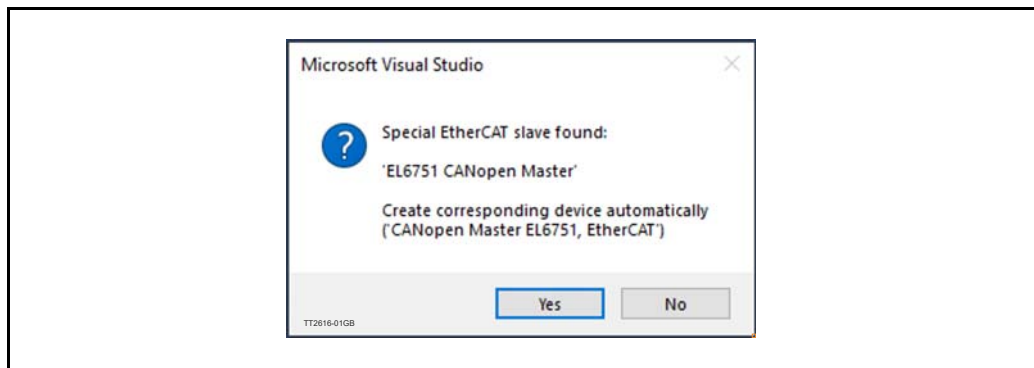 Microsoft Visual Studio
Special EtherCAT slave found:
'EL6751 CANopen Master'
Create corresponding device automatically
('CANopen Master EL6751, EtherCAT')
Yes
No
TT2616-01GB